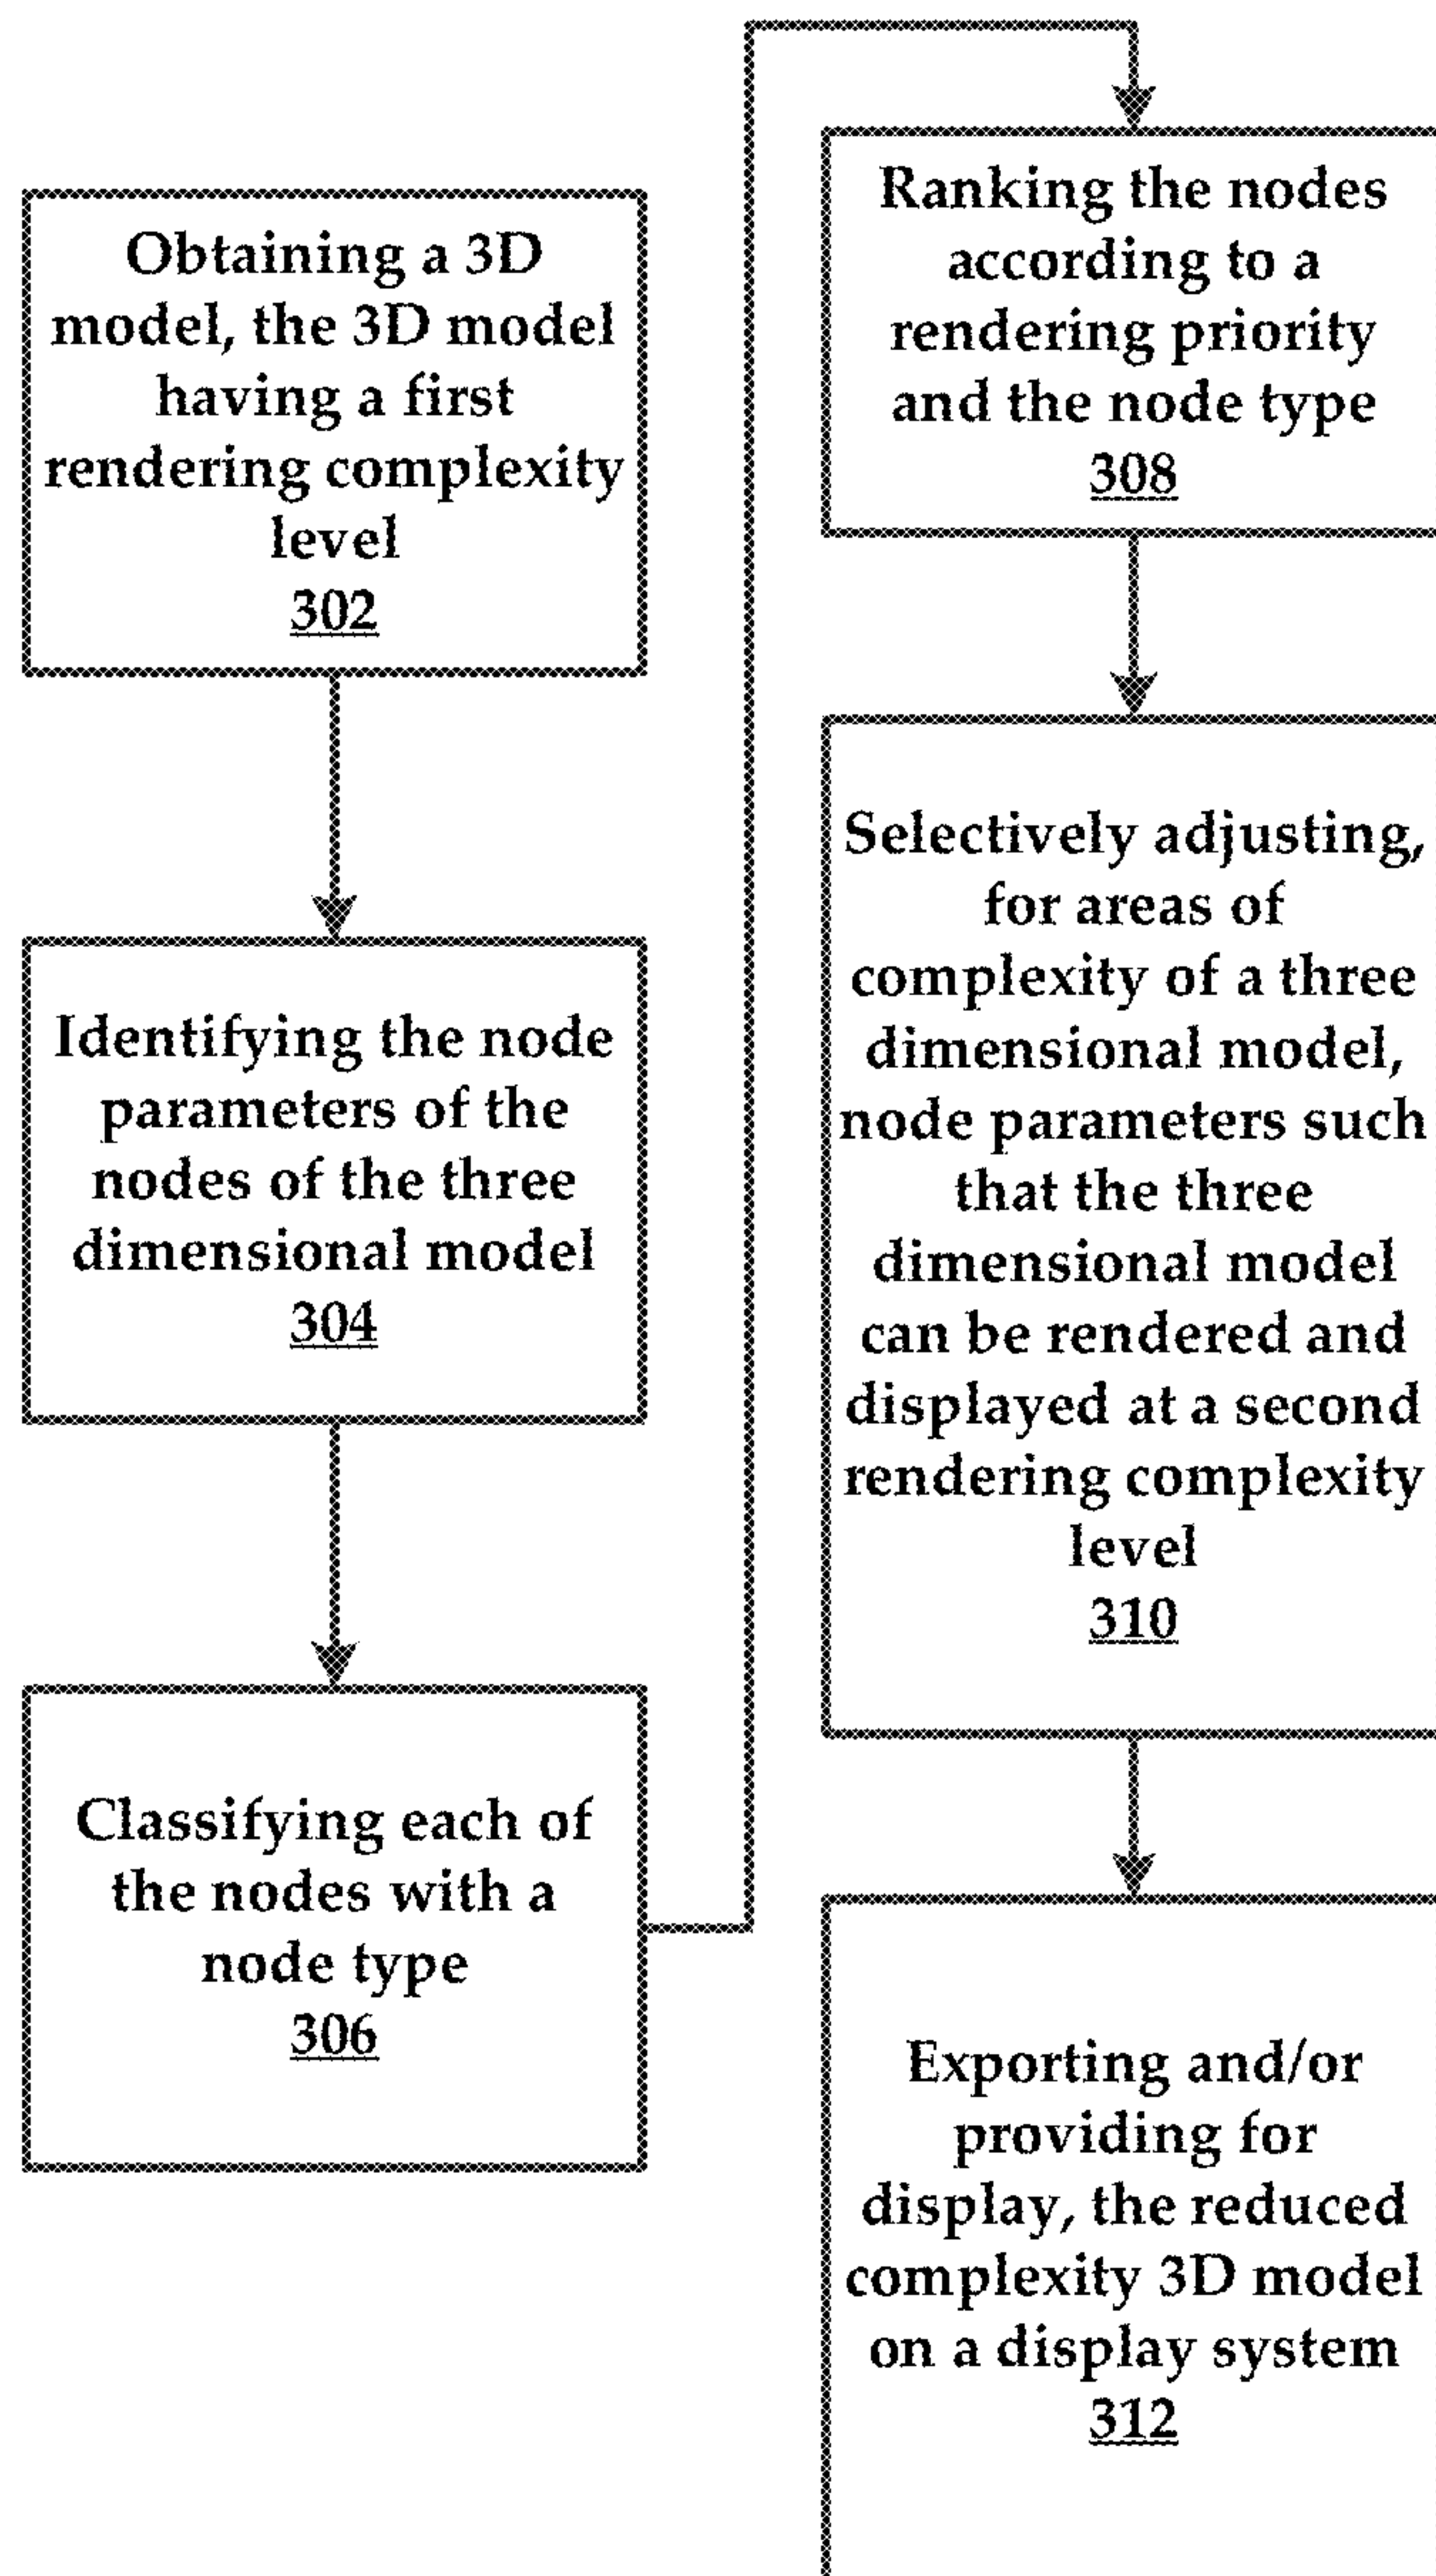 Obtaining a 3D
model, the 3D model
having a first
rendering complexity
level
302
Identifying the node
parameters of the
nodes of the three
dimensional model
304
Classifying each of
the nodes with a
node type
306
Ranking the nodes
according to a
rendering priority
and the node type
308
Selectively adjusting,
for areas of
complexity of a three
dimensional model,
node parameters such
that the three
dimensional model
can be rendered and
displayed at a second
rendering complexity
level
310
Exporting and/or
providing for
display, the reduced
complexity 3D model
on a display system
312